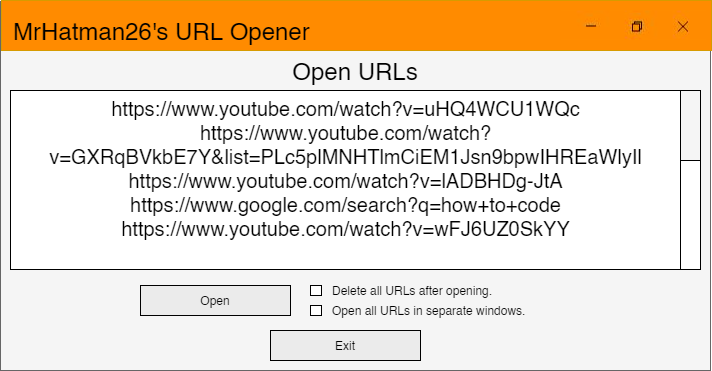 MrHatman26's URL Opener
Open URLs
https://www.youtube.com/watch?v=uHQ4WCU1WQc
https://www.youtube.com/watch?
v=GXRqBVkbE7Y&list=PLc5pIMNHTlmCiEM1Jsn9bpwIHREaWlyIl
https://www.youtube.com/watch?v=lADBHDg-JtA
https://www.google.com/search?q=how+to+code
https://www.youtube.com/watch?v=wFJ6UZ0SkYY
Open
Delete all URLs after opening.
Open all URLs in separate windows.
Exit